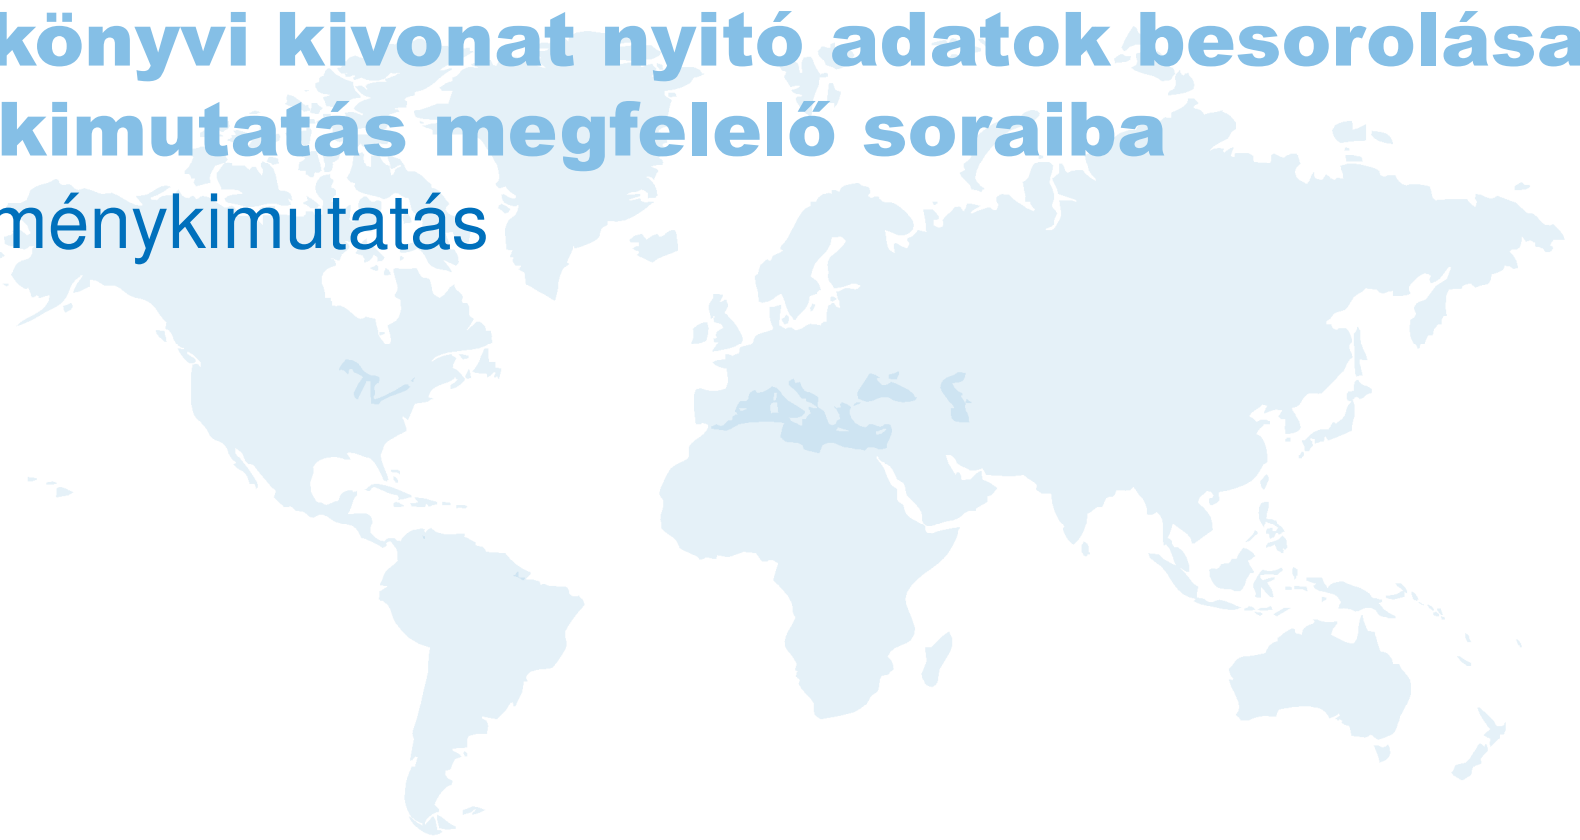 könyvi kivonat nyitó adatok besorolása
kimutatás megfelelő soraiba
ménykimutatás